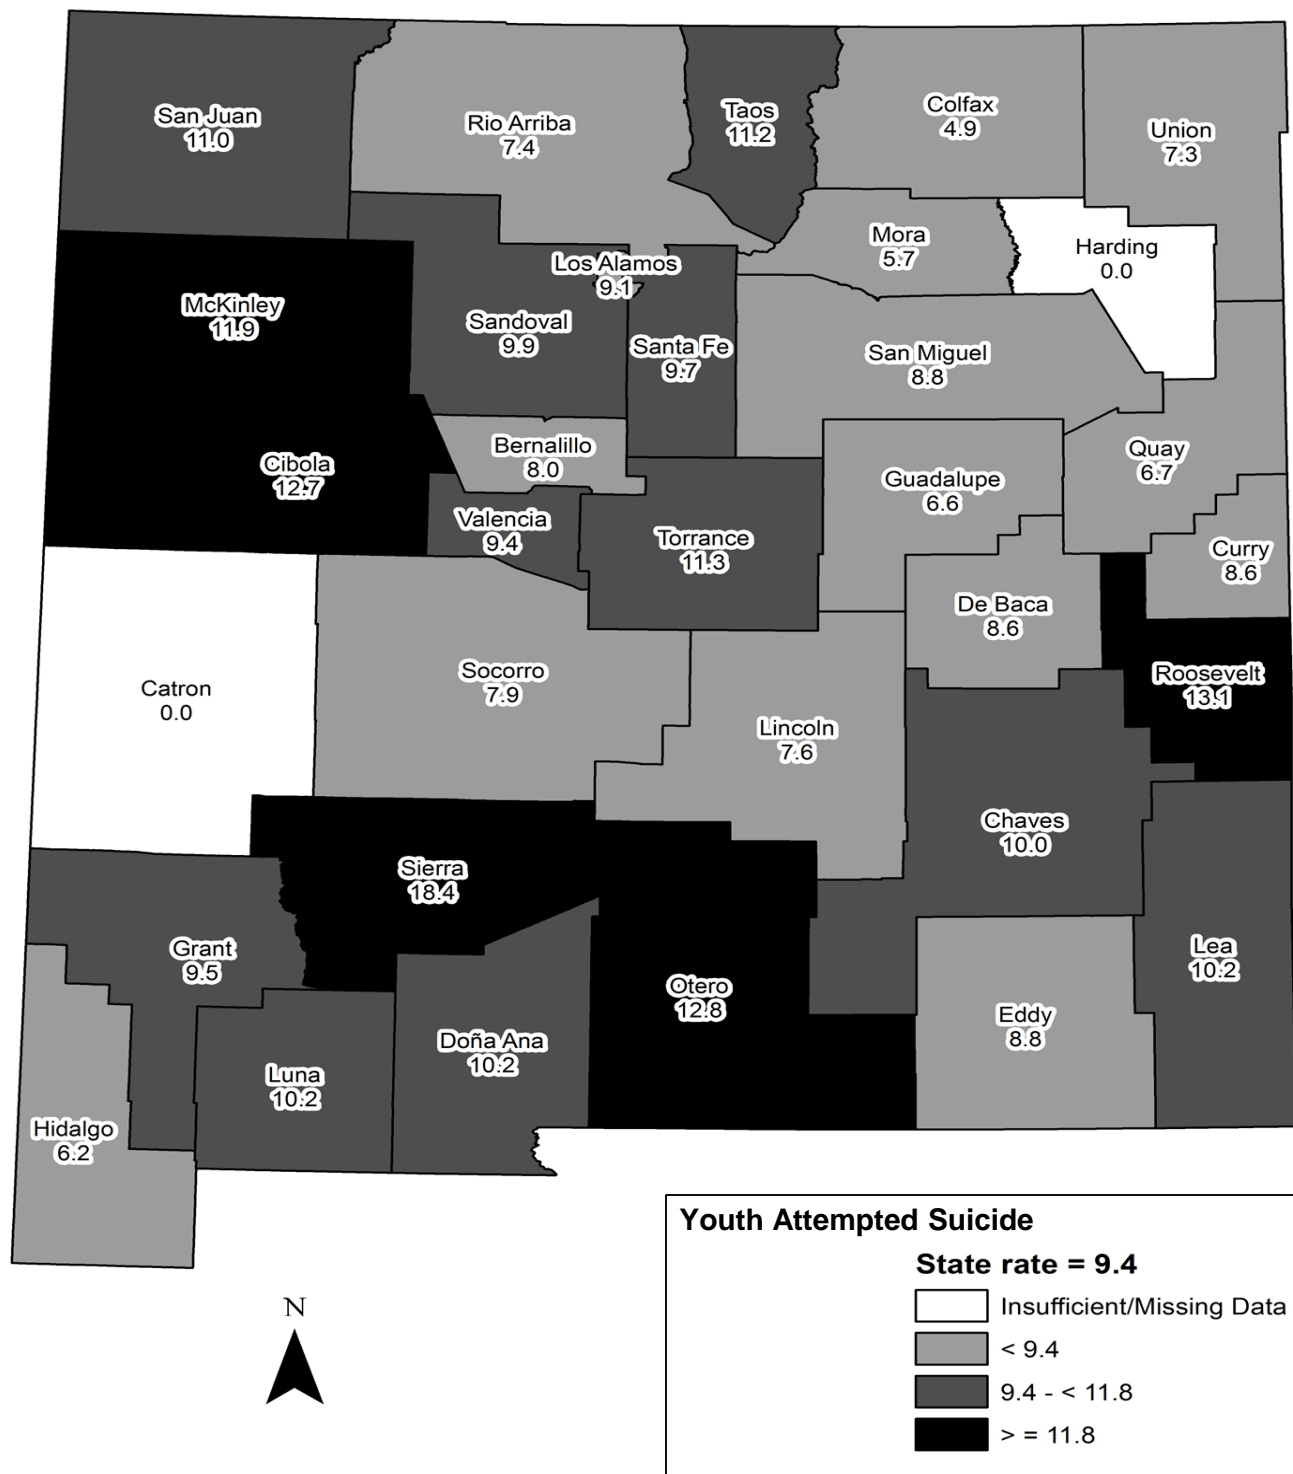 San Juan
11.0
Rio Arriba
7.4
Taos
11.2
Colfax
4.9
Union
7.3
Mora
5.7
Harding
0.0
Los Alamos
9.1
McKinley
11.9
Sandoval
9.9
Santa Fe
9.7
San Miguel
8.8
Bernalillo
8.0
Cibola
12.7
Guadalupe
6.6
Quay
6.7
Valencia
9.4
Torrance
11.3
Curry
8.6
De Baca
8.6
Catron
0.0
Socorro
7.9
Roosevelt
13.1
Lincoln
7.6
Chaves
10.0
Sierra
18.4
Grant
9.5
Lea
10.2
Otero
12.8
Eddy
8.8
Doña Ana
10.2
Luna
10.2
Hidalgo
6.2
Youth Attempted Suicide
State rate = 9.4
Insufficient/Missing Data
< 9.4
9.4 - < 11.8
> = 11.8
N